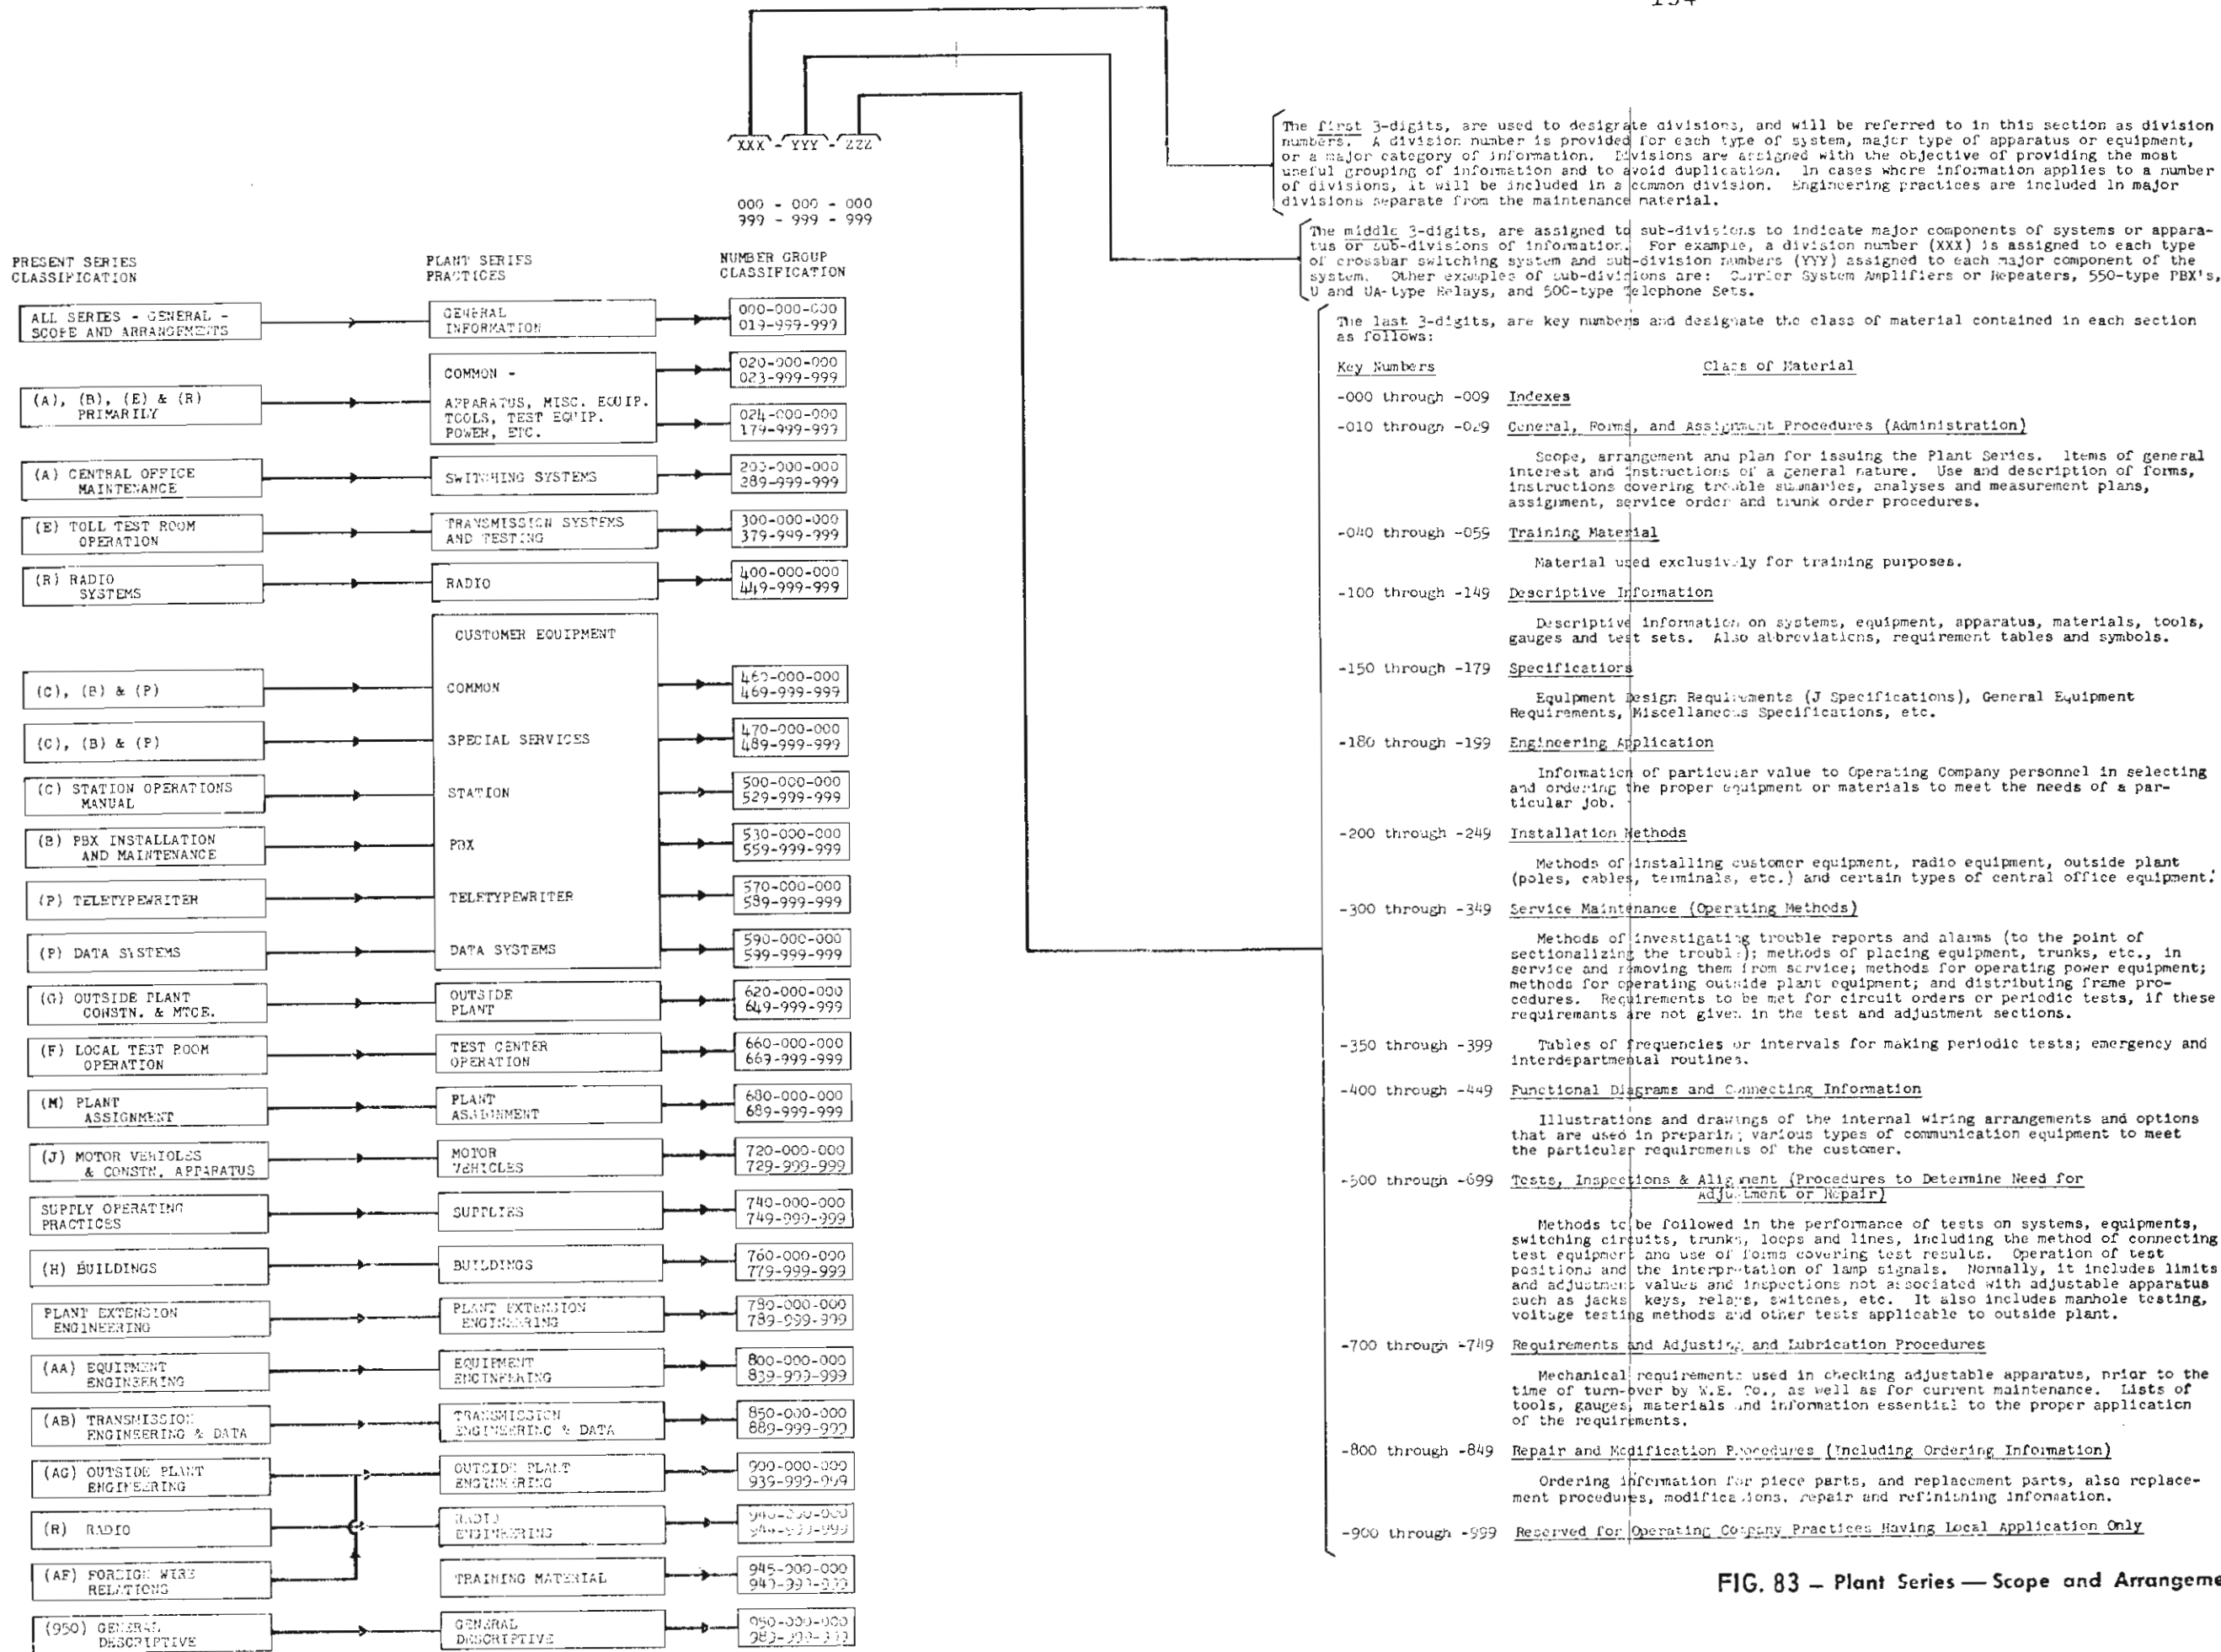 XXX - YYY - ZZZ
000 - 000 - 000
999 - 999 - 999
PRESENT SERIES
CLASSIFICATION
PLANT SERIES
PRACTICES
NUMBER GROUP
CLASSIFICATION
ALL SERIES - GENERAL -
SCOPE AND ARRANGEMENTS
GENERAL
INFORMATION
000-000-000
019-999-999
(A), (B), (E) & (R)
PRIMARILY
COMMON -
APPARATUS, MISC. EQUIP.
TOOLS, TEST EQUIP.
POWER, ETC.
020-000-000
023-999-999
024-000-000
179-999-999
(A) CENTRAL OFFICE
MAINTENANCE
SWITCHING SYSTEMS
289-999-999
(E) TOLL TEST ROOM
OPERATION
TRANSMISSION SYSTEMS
AND TESTING
300-000-000
379-999-999
(R) RADIO
SYSTEMS
RADIO
400-000-000
449-999-999
CUSTOMER EQUIPMENT
(C), (B) & (P)
COMMON
460-000-000
469-999-999
(C), (B) & (P)
SPECIAL SERVICES
470-000-000
489-999-999
(C) STATION OPERATIONS
MANUAL
STATION
500-000-000
529-999-999
(B) PBX INSTALLATION
AND MAINTENANCE
PBX
530-000-000
559-999-999
(P) TELETYPEWRITER
TELETYPEWRITER
570-000-000
589-999-999
(P) DATA SYSTEMS
DATA SYSTEMS
590-000-000
599-999-999
(G) OUTSIDE PLANT
CONSTN. & MTCE.
OUTSIDE
PLANT
620-000-000
649-999-999
(F) LOCAL TEST ROOM
OPERATION
TEST CENTER
OPERATION
660-000-000
669-999-999
(M) PLANT
ASSIGNMENT
PLANT
ASSIGNMENT
680-000-000
689-999-999
(J) MOTOR VEHICLES
& CONSTN. APPARATUS
MOTOR
VEHICLES
720-000-000
729-999-999
SUPPLY OPERATING
PRACTICES
SUPPLIES
740-000-000
749-999-999
(H) BUILDINGS
BUILDINGS
760-000-000
779-999-999
PLANT EXTENSION
ENGINEERING
PLANT EXTENSION
ENGINEERING
780-000-000
789-999-999
(AA) EQUIPMENT
ENGINEERING
EQUIPMENT
ENGINEERING
800-000-000
839-999-999
(AB) TRANSMISSION
ENGINEERING & DATA
TRANSMISSION
ENGINEERING & DATA
850-000-000
889-999-999
(AG) OUTSIDE PLANT
ENGINEERING
OUTSIDE PLANT
ENGINEERING
900-000-000
939-999-999
(R) RADIO
RADIO
ENGINEERING
(AF) FOREIGN WIRE
RELATIONS
TRAINING MATERIAL
945-000-000
949-999-999
(950) GENERAL
DESCRIPTIVE
GENERAL
DESCRIPTIVE
950-000-000
The first 3-digits, are used to designate divisions, and will be referred to in this section as division
numbers. A division number is provided for each type of system, major type of apparatus or equipment,
or a major category of information. Divisions are assigned with the objective of providing the most
useful grouping of information and to avoid duplication. In cases where information applies to a number
of divisions, it will be included in a common division. Engineering practices are included in major
divisions separate from the maintenance material.
The middle 3-digits, are assigned to sub-divisions to indicate major components of systems or appara-
tus or sub-divisions of information. For example, a division number (XXX) is assigned to each type
of crossbar switching system and sub-division numbers (YYY) assigned to each major component of the
system. Other examples of sub-divisions are: Carrier System Amplifiers or Repeaters, 550-type PBX's,
U and UA-type Relays, and 500-type Telephone Sets.
The last 3-digits, are key numbers and designate the class of material contained in each section
as follows:
Key Numbers Class of Material
-000 through -009 Indexes
-010 through -029 General, Forms, and Assignment Procedures (Administration)
Scope, arrangement and plan for issuing the Plant Series. Items of general
interest and instructions of a general nature. Use and description of forms,
instructions covering trouble summaries, analyses and measurement plans,
assignment, service order and trunk order procedures.
-040 through -059 Training Material
Material used exclusively for training purposes.
-100 through -149 Descriptive Information
Descriptive information on systems, equipment, apparatus, materials, tools,
gauges and test sets. Also abbreviations, requirement tables and symbols.
-150 through -179 Specifications
Equipment Design Requirements (J Specifications), General Equipment
Requirements, Miscellaneous Specifications, etc.
-180 through -199 Engineering Application
Information of particular value to Operating Company personnel in selecting
and ordering the proper equipment or materials to meet the needs of a par-
ticular job.
-200 through -249 Installation Methods
Methods of installing customer equipment, radio equipment, outside plant
(poles, cables, terminals, etc.) and certain types of central office equipment.
-300 through -349 Service Maintenance (Operating Methods)
Methods of investigating trouble reports and alarms (to the point of
sectionalizing the trouble); methods of placing equipment, trunks, etc., in
service and removing them from service; methods for operating power equipment;
methods for operating outside plant equipment; and distributing frame pro-
cedures. Requirements to be met for circuit orders or periodic tests, if these
requiremants are not given in the test and adjustment sections.
-350 through -399 Tables of frequencies or intervals for making periodic tests; emergency and
interdepartmental routines.
-400 through -449 Functional Diagrams and Connecting Information
Illustrations and drawings of the internal wiring arrangements and options
that are used in preparing various types of communication equipment to meet
the particular requirements of the customer.
-500 through -699 Tests, Inspections & Alignment (Procedures to Determine Need for
Adjustment or Repair)
Methods to be followed in the performance of tests on systems, equipments,
switching circuits, trunks, loops and lines, including the method of connecting
test equipment and use of forms covering test results. Operation of test
positions and the interpretation of lamp signals. Normally, it includes limits
and adjustment values and inspections not associated with adjustable apparatus
such as jacks, keys, relays, switches, etc. It also includes manhole testing,
voltage testing methods and other tests applicable to outside plant.
-700 through -749 Requirements and Adjusting and Lubrication Procedures
Mechanical requirements used in checking adjustable apparatus, prior to the
time of turn-over by W.E. Co., as well as for current maintenance. Lists of
tools, gauges, materials and information essential to the proper application
of the requirements.
-800 through -849 Repair and Modification Procedures (Including Ordering Information)
Ordering information for piece parts, and replacement parts, also replace-
ment procedures, modifications, repair and refinishing information.
-900 through -999 Reserved for Operating Company Practices Having Local Application Only
FIG. 83 — Plant Series — Scope and Arrangeme